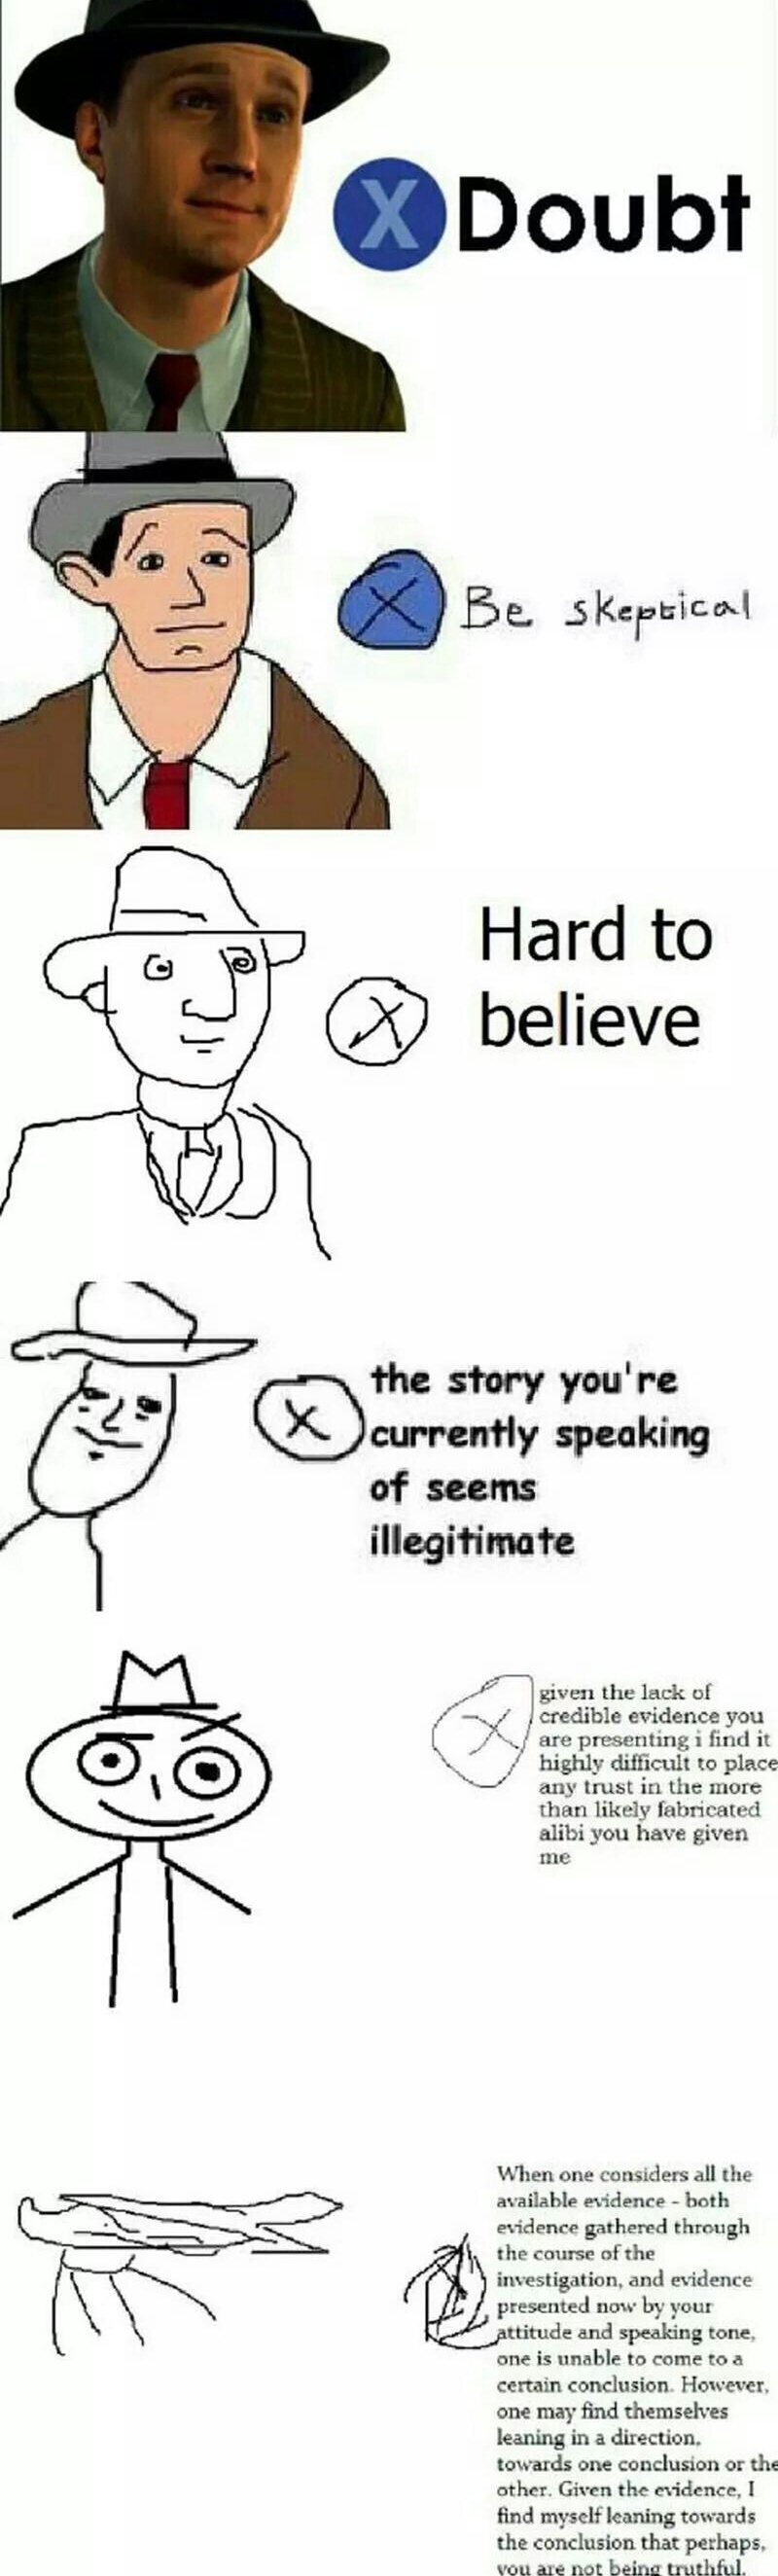 X Doubt
X Be skeptical
Hard to
X believe
the story you're
X currently speaking
of seems
illegitimate
given the lack of
credible evidence you
X are presenting i find it
highly difficult to place
any trust in the more
than likely fabricated
alibi you have given
me
When one considers all the
available evidence - both
evidence gathered through
the course of the
investigation, and evidence
presented now by your
attitude and speaking tone,
one is unable to come to a
certain conclusion. However,
one may find themselves
leaning in a direction,
towards one conclusion or the
other. Given the evidence, I
find myself leaning towards
the conclusion that perhaps,
you are not being truthful.